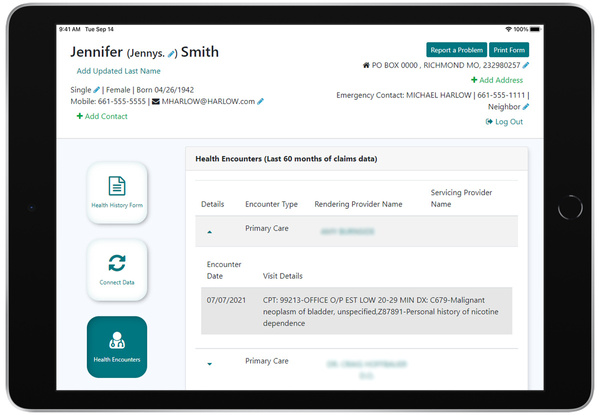 9:41 AM Tue Sep 14
100%
Jennifer (Jennys. ) Smith
Report a Problem Print Form
Add Updated Last Name
PO BOX 0000 , RICHMOND MO, 232980257
+ Add Address
Single | Female | Born 04/26/1942
Mobile: 661-555-5555 | MHARLOW@HARLOW.com
Emergency Contact: MICHAEL HARLOW | 661-555-1111 |
Neighbor
+ Add Contact
Log Out
Health History Form
Connect Data
Health Encounters
Health Encounters (Last 60 months of claims data)
Details Encounter Type Rendering Provider Name Servicing Provider
Name
Primary Care
Encounter
Date Visit Details
07/07/2021 CPT: 99213-OFFICE O/P EST LOW 20-29 MIN DX: C679-Malignant
neoplasm of bladder, unspecified,Z87891-Personal history of nicotine
dependence
Primary Care